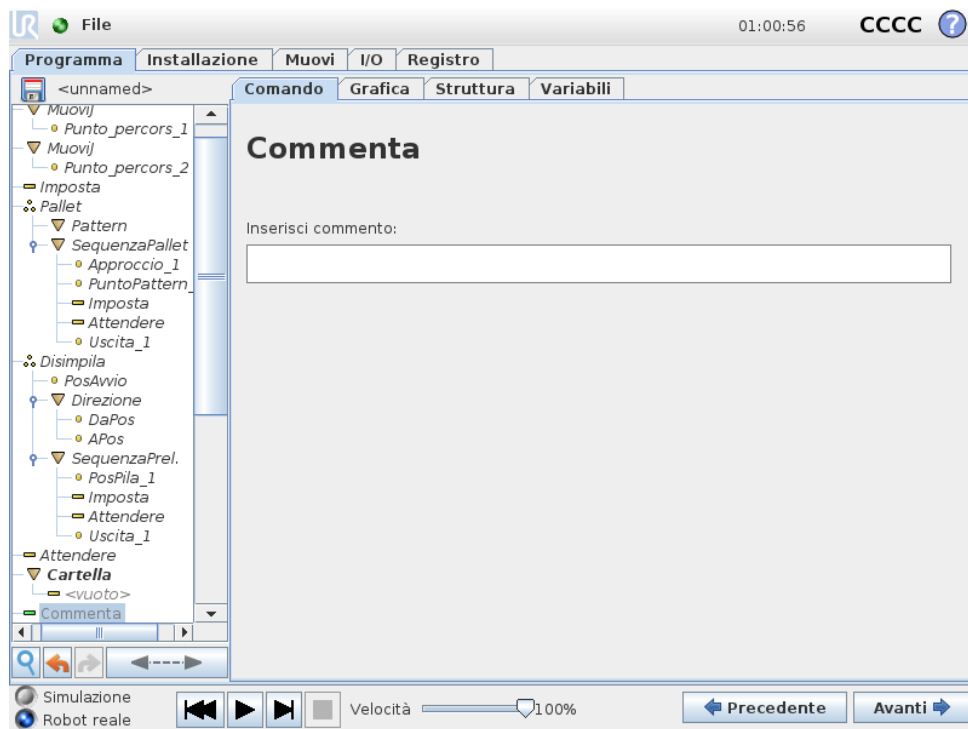 UR File 01:00:56 CCCC ?
Programma Installazione Muovi I/O Registro
<unnamed> Comando Grafica Struttura Variabili
MuoviJ
Punto_percors_1
MuoviJ
Punto_percors_2
Imposta
Pallet
Pattern
SequenzaPallet
Approccio_1
PuntoPattern_
Imposta
Attendere
Uscita_1
Disimpila
PosAvvio
Direzione
DaPos
APos
SequenzaPrel.
PosPila_1
Imposta
Attendere
Uscita_1
Attendere
Cartella
<vuoto>
Commenta
Commenta
Inserisci commento:
Simulazione
Robot reale
Velocità 100%
Precedente Avanti